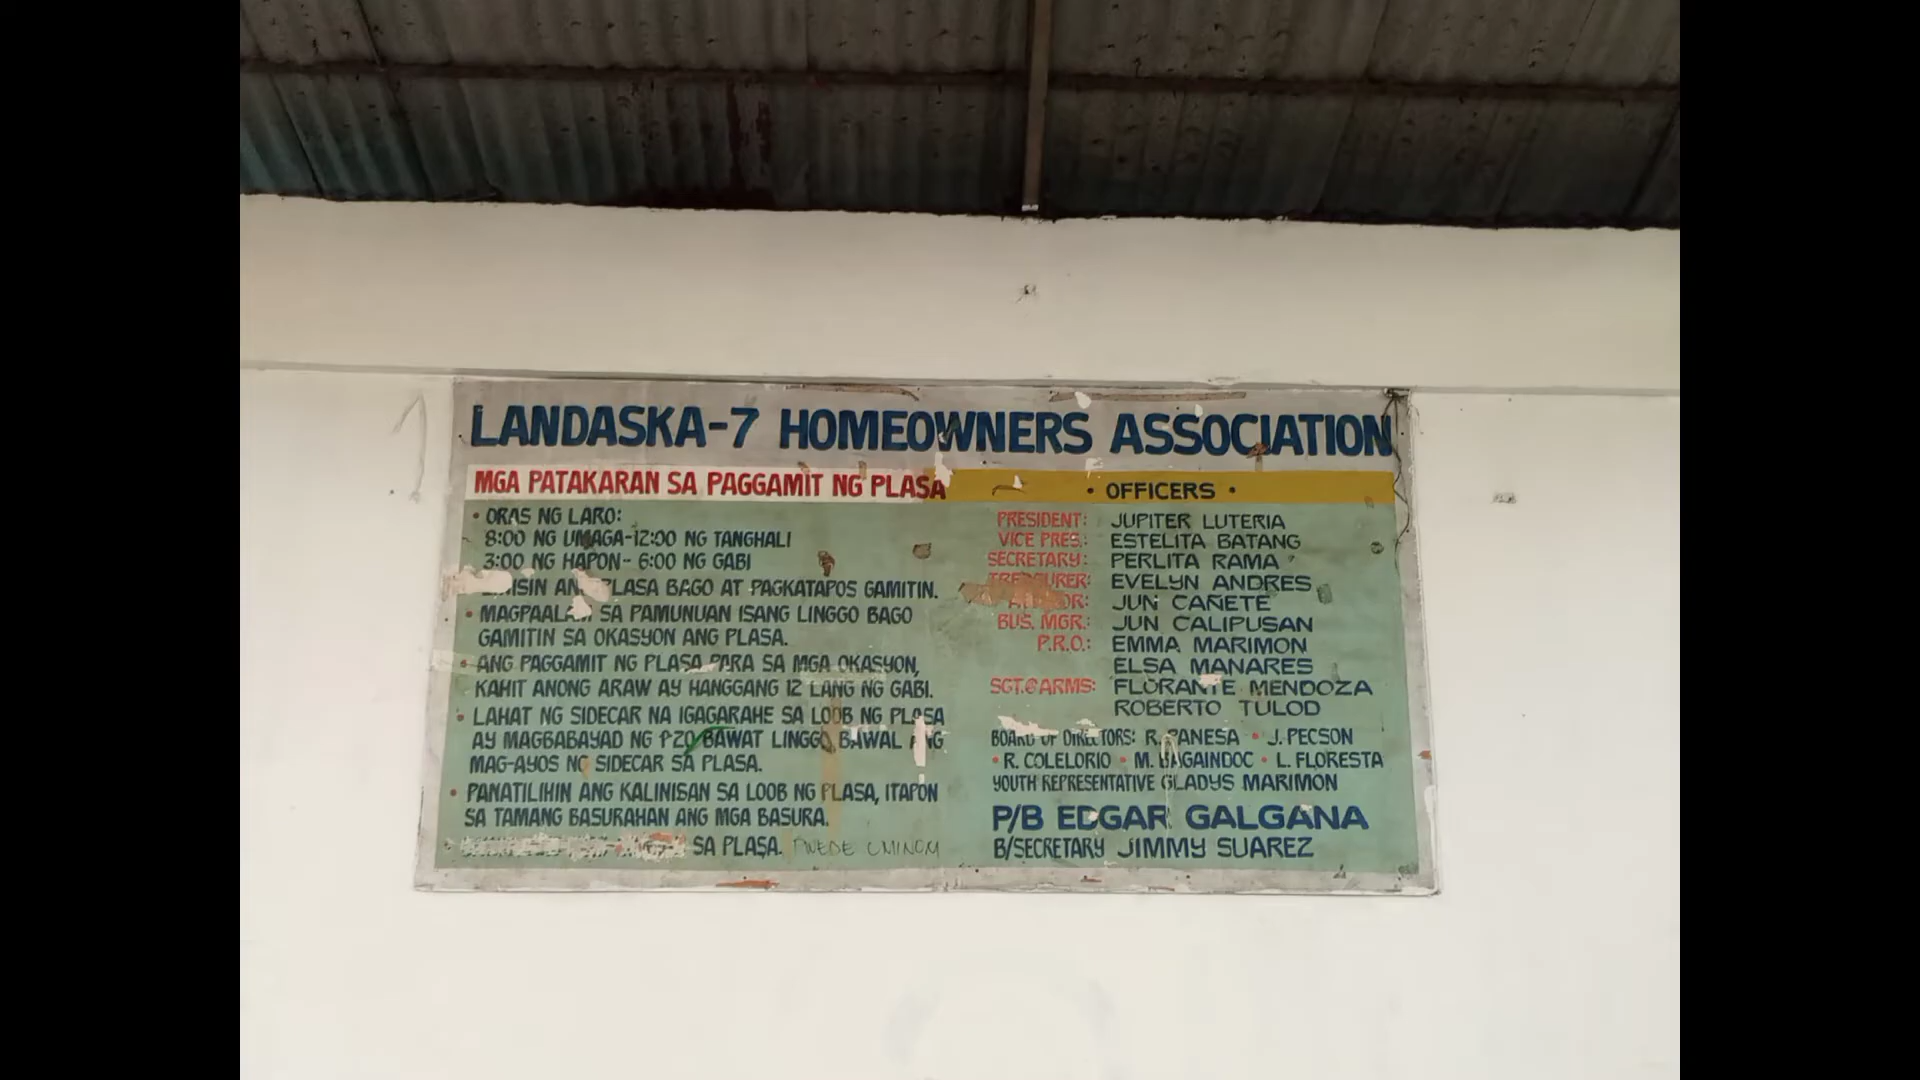 LANDASKA-7 HOMEOWNERS ASSOCIATION
MGA PATAKARAN SA PAGGAMIT NG PLASA
• ORAS NG LARO:
8:00 NG UMAGA-12:00 NG TANGHALI
3:00 NG HAPON- 6:00 NG GABI
PLASA BAGO AT PAGKATAPOS GAMITIN.
• SA PAMUNUAN ISANG LINGGO BAGO
GAMITIN SA OKASYON ANG PLASA.
• ANG PAGGAMIT NG PLASA PARA SA MGA OKASYON,
KAHIT ANONG ARAW AY HANGGANG 12 LANG NG GABI.
• LAHAT NG SIDECAR NA IGAGARAHE SA LOOB NG PLASA
AY MAGBABAYAD NG P20 BAWAT LINGGO BAWAL ANG
MAG-AYOS NG SIDECAR SA PLASA.
• PANATILIHIN ANG KALINISAN SA LOOB NG PLASA, ITAPON
SA TAMANG BASURAHAN ANG MGA BASURA.
SA PLASA. PWEDE UMINOM
• OFFICERS •
PRESIDENT: JUPITER LUTERIA
VICE PRES.: ESTELITA BATANG
SECRETARY: PERLITA RAMA
EVELYN ANDRES
JUN CAÑETE
BUS. MGR.: JUN CALIPUSAN
P.R.O.: EMMA MARIMON
ELSA MANARES
SGT.@ARMS: FLORANTE MENDOZA
ROBERTO TULOD
BOARD OF DIRECTORS: R. PANESA • J. PECSON
• R. COLELORIO • M. BAGAINDOC • L. FLORESTA
YOUTH REPRESENTATIVE GLADYS MARIMON
P/B EDGAR GALGANA
B/SECRETARY JIMMY SUAREZ